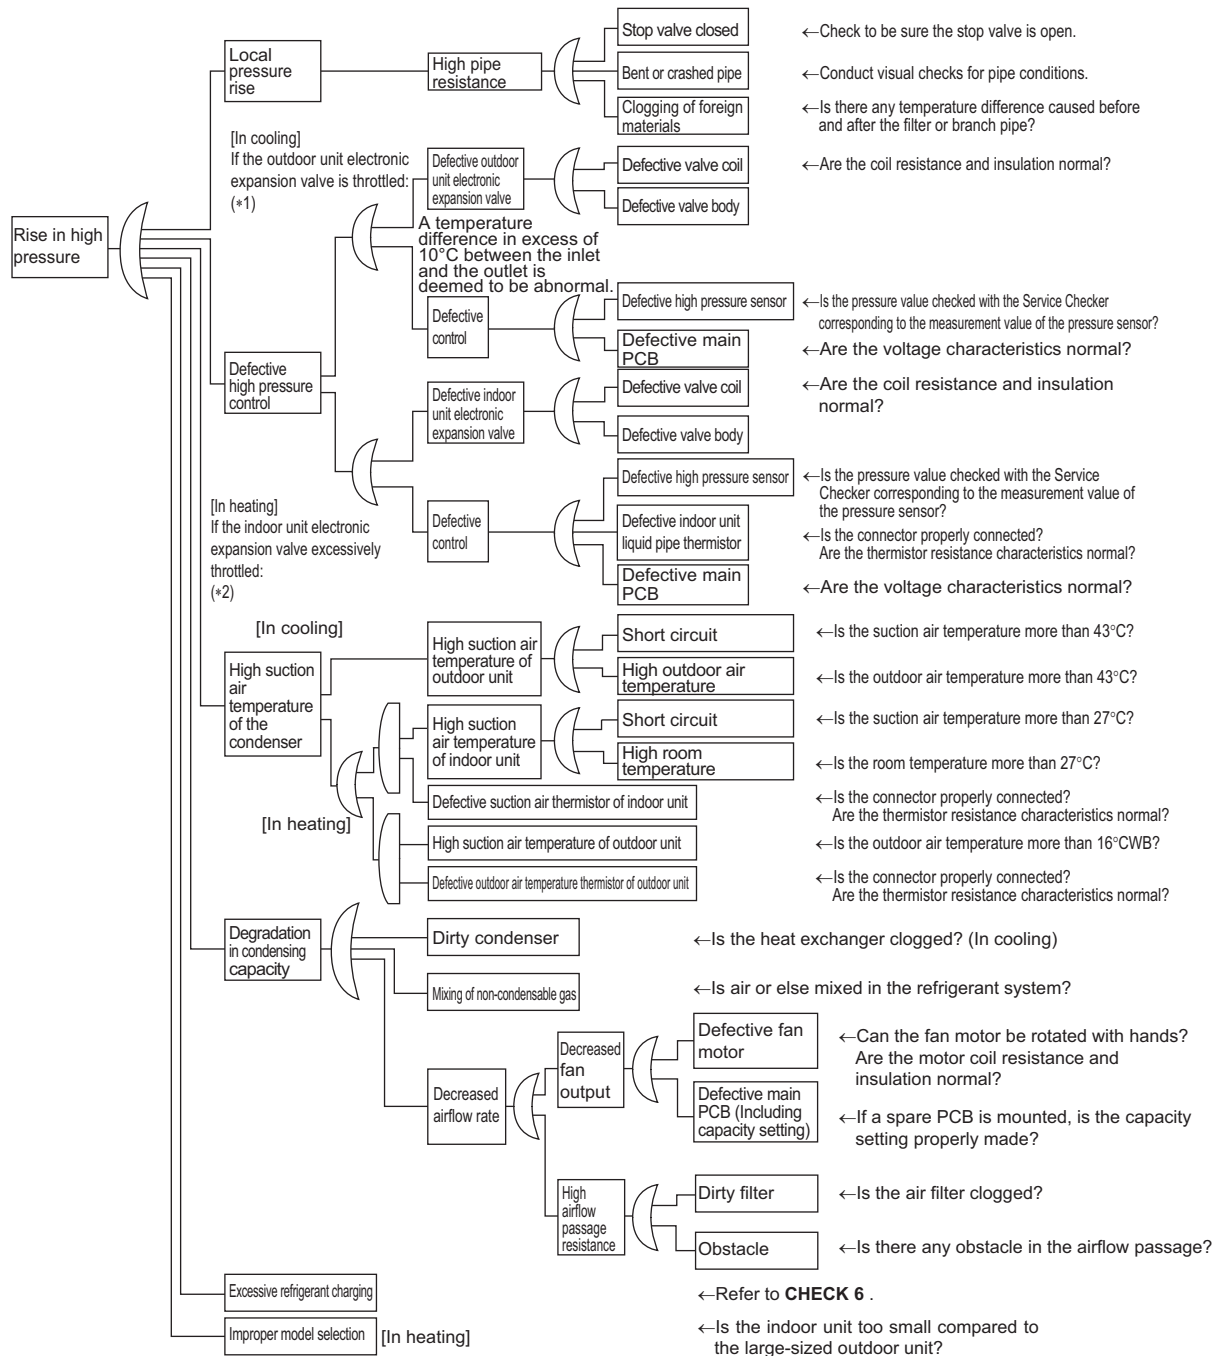 Rise in high
pressure
Local
pressure
rise
High pipe
resistance
Stop valve closed
←Check to be sure the stop valve is open.
Bent or crashed pipe
←Conduct visual checks for pipe conditions.
Clogging of foreign
materials
←Is there any temperature difference caused before
and after the filter or branch pipe?
[In cooling]
If the outdoor unit electronic
expansion valve is throttled:
(∗1)
Defective
high pressure
control
Defective outdoor
unit electronic
expansion valve
Defective valve coil
←Are the coil resistance and insulation normal?
Defective valve body
A temperature
difference in excess of
10°C between the inlet
and the outlet is
deemed to be abnormal.
Defective
control
Defective high pressure sensor
←Is the pressure value checked with the Service Checker
corresponding to the measurement value of the pressure sensor?
Defective main
PCB
←Are the voltage characteristics normal?
Defective indoor
unit electronic
expansion valve
Defective valve coil
←Are the coil resistance and insulation
normal?
Defective valve body
[In heating]
If the indoor unit electronic
expansion valve excessively
throttled:
(∗2)
Defective
control
Defective high pressure sensor
←Is the pressure value checked with the Service
Checker corresponding to the measurement value of
the pressure sensor?
Defective indoor unit
liquid pipe thermistor
←Is the connector properly connected?
Are the thermistor resistance characteristics normal?
Defective main
PCB
←Are the voltage characteristics normal?
[In cooling]
High suction
air
temperature
of the
condenser
High suction air
temperature of
outdoor unit
Short circuit
←Is the suction air temperature more than 43°C?
High outdoor air
temperature
←Is the outdoor air temperature more than 43°C?
[In heating]
High suction
air temperature
of indoor unit
Short circuit
←Is the suction air temperature more than 27°C?
High room
temperature
←Is the room temperature more than 27°C?
Defective suction air thermistor of indoor unit
←Is the connector properly connected?
Are the thermistor resistance characteristics normal?
High suction air temperature of outdoor unit
←Is the outdoor air temperature more than 16°CWB?
Defective outdoor air temperature thermistor of outdoor unit
←Is the connector properly connected?
Are the thermistor resistance characteristics normal?
Degradation
in condensing
capacity
Dirty condenser
←Is the heat exchanger clogged? (In cooling)
Mixing of non-condensable gas
←Is air or else mixed in the refrigerant system?
Decreased
airflow rate
Decreased
fan
output
Defective fan
motor
←Can the fan motor be rotated with hands?
Are the motor coil resistance and
insulation normal?
Defective main
PCB (Including
capacity setting)
←If a spare PCB is mounted, is the capacity
setting properly made?
High
airflow
passage
resistance
Dirty filter
←Is the air filter clogged?
Obstacle
←Is there any obstacle in the airflow passage?
Excessive refrigerant charging
←Refer to CHECK 6 .
Improper model selection
[In heating]
←Is the indoor unit too small compared to
the large-sized outdoor unit?